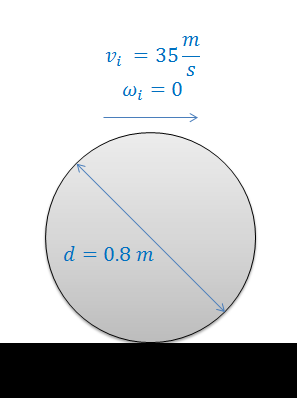 v_i = 35 m/s
ω_i = 0
d = 0.8 m